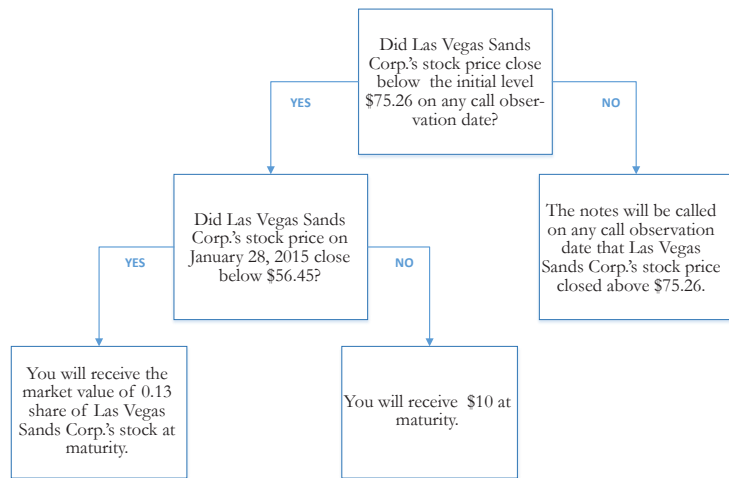 Did Las Vegas Sands
Corp.'s stock price close
below the initial level
$75.26 on any call obser-
vation date?
YES
NO
Did Las Vegas Sands
Corp.'s stock price on
January 28, 2015 close
below $56.45?
The notes will be called
on any call observation
date that Las Vegas
Sands Corp.'s stock price
closed above $75.26.
YES
NO
You will receive the
market value of 0.13
share of Las Vegas
Sands Corp.'s stock at
maturity.
You will receive $10 at
maturity.